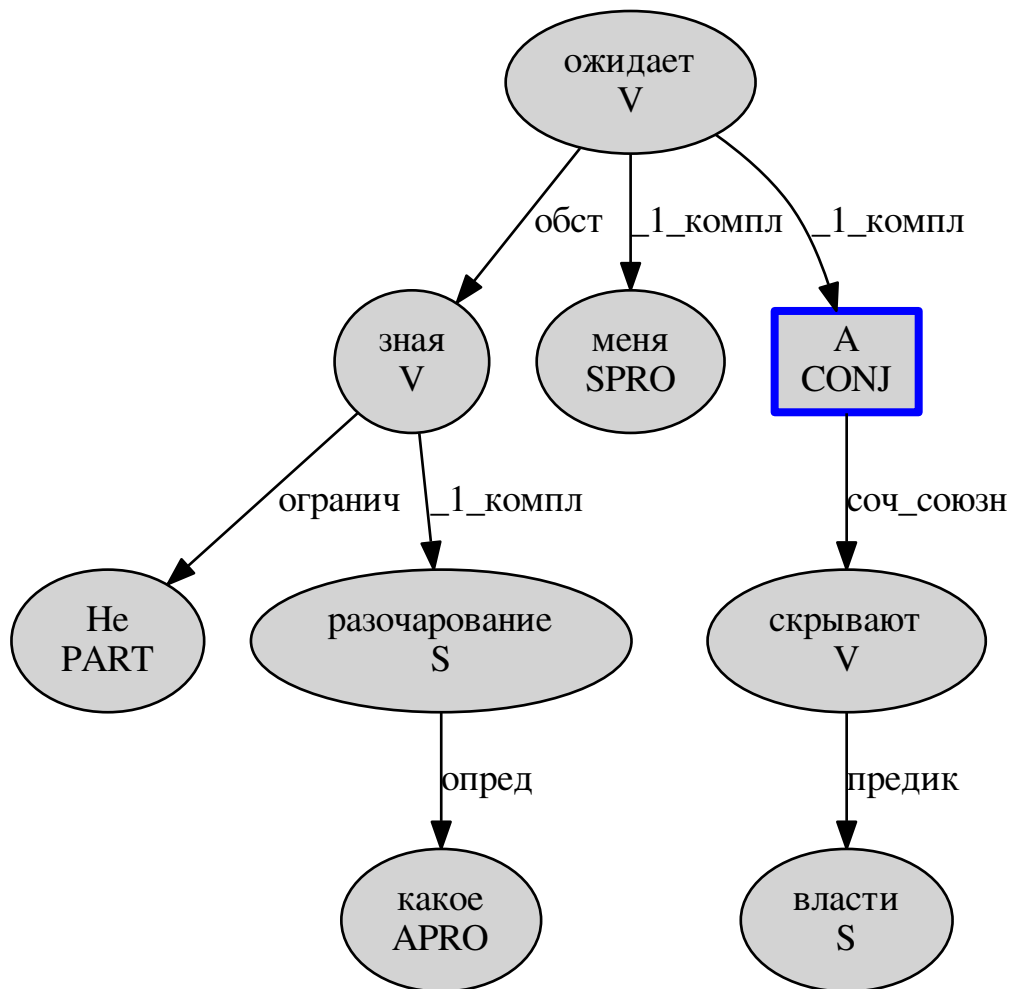 ожидает
V
обст
_1_компл
_1_компл
зная
V
меня
SPRO
А
CONJ
огранич
_1_компл
соч_союзн
Не
PART
разочарование
S
скрывают
V
опред
предик
какое
APRO
власти
S